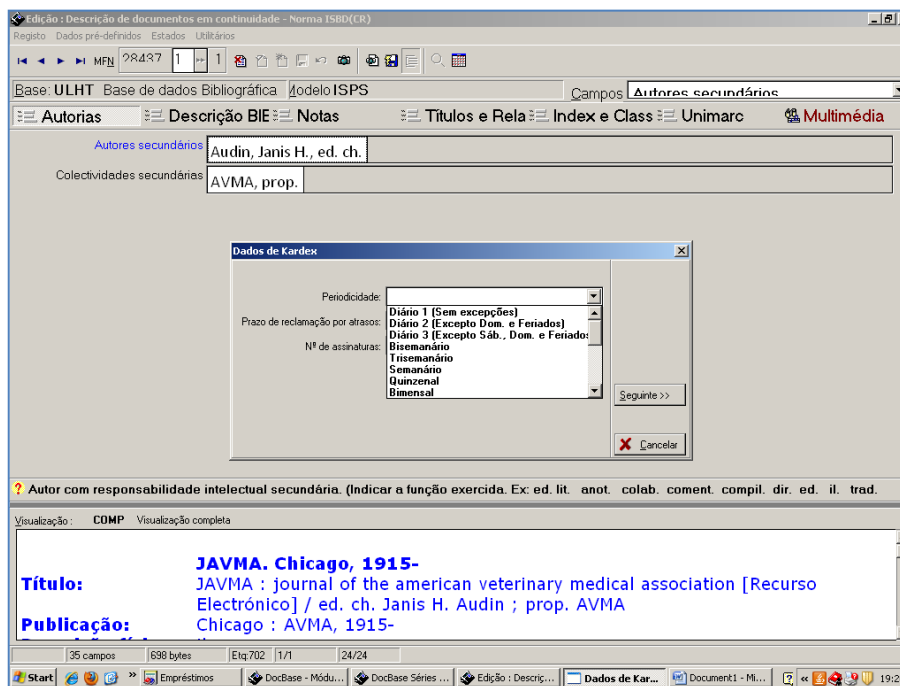 Edição : Descrição de documentos em continuidade - Norma ISBD(CR)
Registo Dados pré-definidos Estados Utilitários
MFN 28437 1 1
Base: ULHT Base de dados Bibliográfica Modelo ISPS Campos Autores secundários
Autorias Descrição BIE Notas Títulos e Rela Index e Class Unimarc Multimédia
Autores secundários Audin, Janis H., ed. ch.
Colectividades secundárias AVMA, prop.
Dados de Kardex
Periodicidade:
Diário 1 (Sem excepções)
Diário 2 (Excepto Dom. e Feriados)
Prazo de reclamação por atrasos: Diário 3 (Excepto Sáb., Dom. e Feriados
Nº de assinaturas: Bisemanário
Trisemanário
Semanário
Quinzenal
Bimensal
Seguinte >>
Cancelar
? Autor com responsabilidade intelectual secundária. (Indicar a função exercida. Ex: ed. lit. anot. colab. coment. compil. dir. ed. il. trad.
Visualização : COMP Visualização completa
JAVMA. Chicago, 1915-
Título: JAVMA : journal of the american veterinary medical association [Recurso
Electrónico] / ed. ch. Janis H. Audin ; prop. AVMA
Publicação: Chicago : AVMA, 1915-
35 campos 698 bytes Etq:702 1/1 24/24
Start » Empréstimos DocBase - Módu... DocBase Séries ... Edição : Descriç... Dados de Kar... Document1 - Mi... ? «